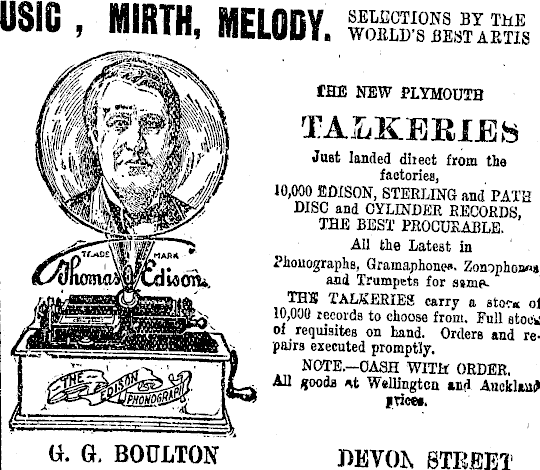 USIC, MIRTH, MELODY.
SELECTIONS BY THE
WORLD'S BEST ARTIS
TRADE MARK
Thomas A Edison
THE EDISON PHONOGRAPH
G. G. BOULTON
THE NEW PLYMOUTH
TALKERIES
Just landed direct from the
factories,
10,000 EDISON, STERLING and PATH
DISC and CYLINDER RECORDS,
THE BEST PROCURABLE.
All the Latest in
Phonographs, Gramaphones, Zonophones
and Trumpets for same.
THE TALKERIES carry a stock of
10,000 records to choose from. Full stock
of requisites on hand. Orders and re-
pairs executed promptly.
NOTE.—CASH WITH ORDER.
All goods at Wellington and Auckland
prices.
DEVON STREET